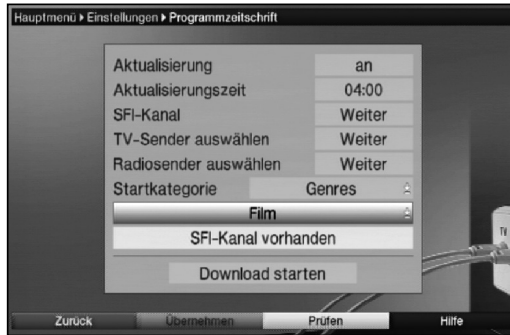 Hauptmenü ▸ Einstellungen ▸ Programmzeitschrift
Aktualisierung an
Aktualisierungszeit 04:00
SFI-Kanal Weiter
TV-Sender auswählen Weiter
Radiosender auswählen Weiter
Startkategorie Genres
Film
SFI-Kanal vorhanden
Download starten
TV
Zurück Übernehmen Prüfen Hilfe